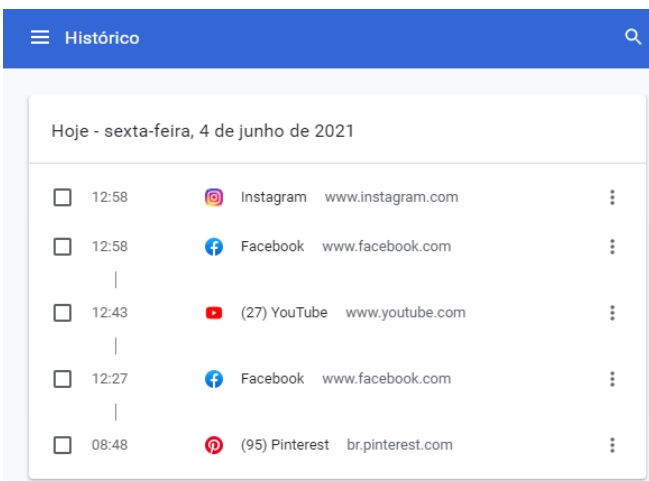 Histórico
Hoje - sexta-feira, 4 de junho de 2021
12:58 Instagram www.instagram.com
12:58 Facebook www.facebook.com
12:43 (27) YouTube www.youtube.com
12:27 Facebook www.facebook.com
08:48 (95) Pinterest br.pinterest.com